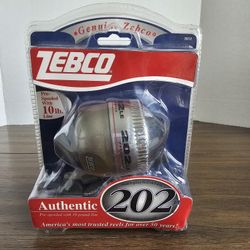 Genuine Zebco
ZEBCO
Pre-
Spooled
With
10lb.
Line
202
ZEBCO
Authentic 202
Pre-spooled with 10 pound line
America's most trusted reels for over 50 years!